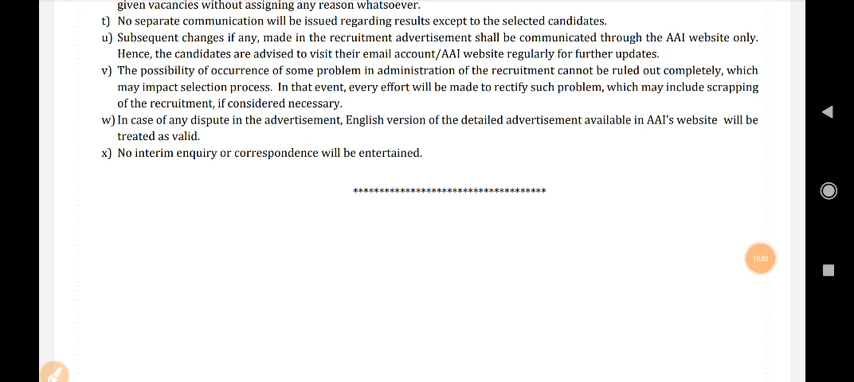 given vacancies without assigning any reason whatsoever.
t) No separate communication will be issued regarding results except to the selected candidates.
u) Subsequent changes if any, made in the recruitment advertisement shall be communicated through the AAI website only.
Hence, the candidates are advised to visit their email account/AAI website regularly for further updates.
v) The possibility of occurrence of some problem in administration of the recruitment cannot be ruled out completely, which
may impact selection process. In that event, every effort will be made to rectify such problem, which may include scrapping
of the recruitment, if considered necessary.
w) In case of any dispute in the advertisement, English version of the detailed advertisement available in AAI's website will be
treated as valid.
x) No interim enquiry or correspondence will be entertained.
*************************************